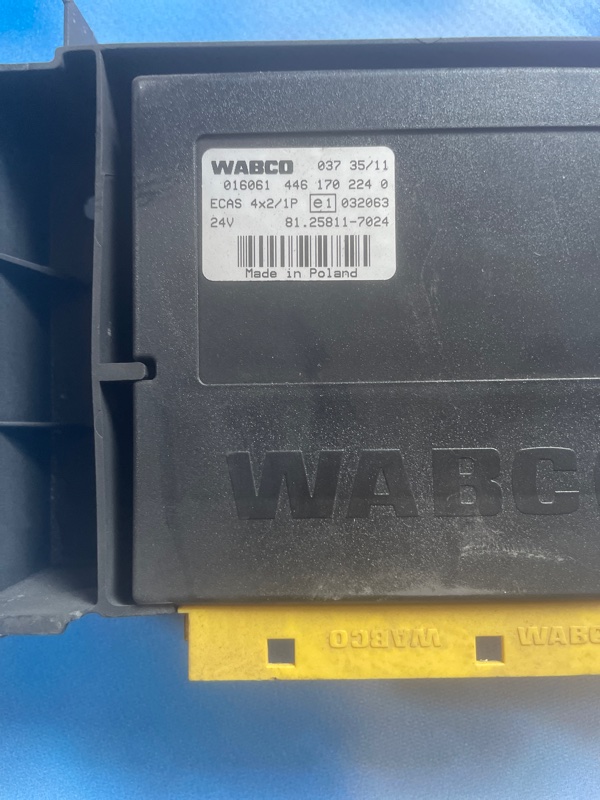 WABCO 037 35/11
016061 446 170 224 0
ECAS 4x2/1P e1 032063
24V 81.25811-7024
Made in Poland
WABCO
WABCO WABCO WABCO